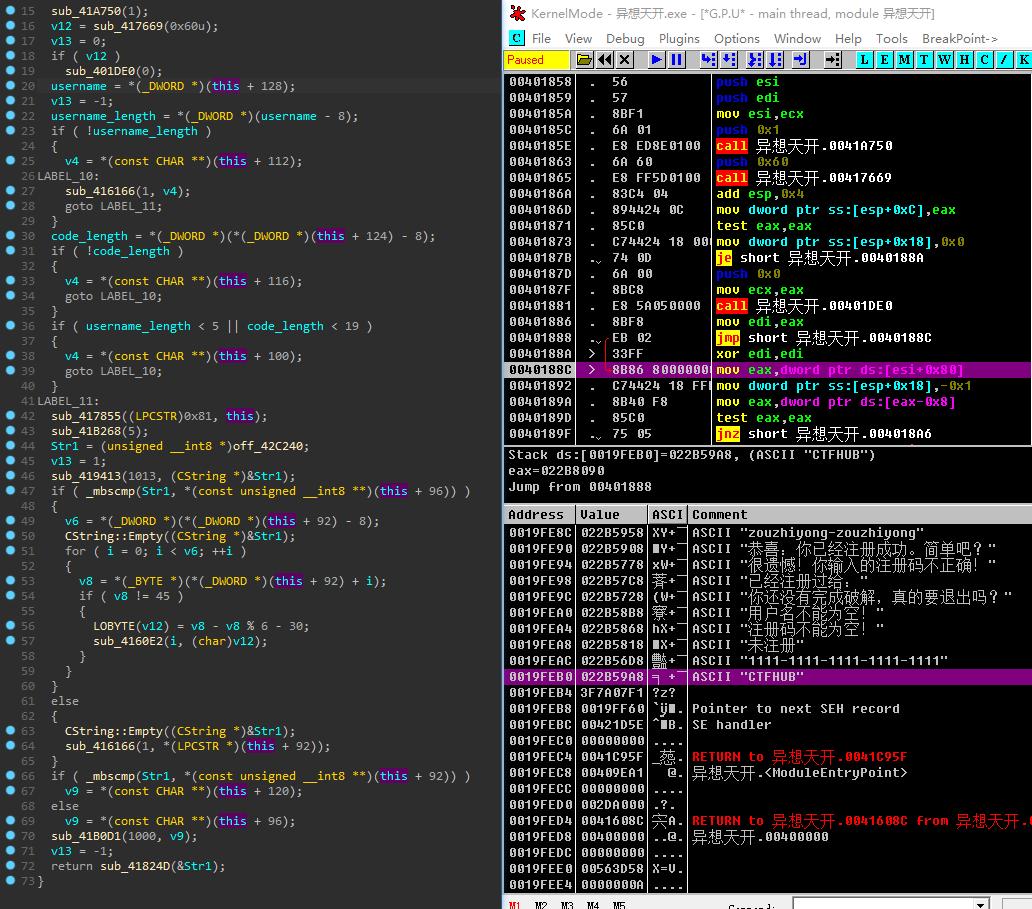 15 sub_41A750(1);
16 v12 = sub_417669(0x60u);
17 v13 = 0;
18 if ( v12 )
19 sub_401DE0(0);
20 username = *(_DWORD *)(this + 128);
21 v13 = -1;
22 username_length = *(_DWORD *)(username - 8);
23 if ( !username_length )
24 {
25 v4 = *(const CHAR **)(this + 112);
26 LABEL_10:
27 sub_416166(1, v4);
28 goto LABEL_11;
29 }
30 code_length = *(_DWORD *)(*(_DWORD *)(this + 124) - 8);
31 if ( !code_length )
32 {
33 v4 = *(const CHAR **)(this + 116);
34 goto LABEL_10;
35 }
36 if ( username_length < 5 || code_length < 19 )
37 {
38 v4 = *(const CHAR **)(this + 100);
39 goto LABEL_10;
40 }
41 LABEL_11:
42 sub_417855((LPCSTR)0x81, this);
43 sub_41B268(5);
44 Str1 = (unsigned __int8 *)off_42C240;
45 v13 = 1;
46 sub_419413(1013, (CString *)&Str1);
47 if ( _mbscmp(Str1, *(const unsigned __int8 **)(this + 96)) )
48 {
49 v6 = *(_DWORD *)(*(_DWORD *)(this + 92) - 8);
50 CString::Empty((CString *)&Str1);
51 for ( i = 0; i < v6; ++i )
52 {
53 v8 = *(_BYTE *)(*(_DWORD *)(this + 92) + i);
54 if ( v8 != 45 )
55 {
56 LOBYTE(v12) = v8 - v8 % 6 - 30;
57 sub_4160E2(i, (char)v12);
58 }
59 }
60 }
61 else
62 {
63 CString::Empty((CString *)&Str1);
64 sub_416166(1, *(LPCSTR *)(this + 92));
65 }
66 if ( _mbscmp(Str1, *(const unsigned __int8 **)(this + 92)) )
67 v9 = *(const CHAR **)(this + 120);
68 else
69 v9 = *(const CHAR **)(this + 96);
70 sub_41B0D1(1000, v9);
71 v13 = -1;
72 return sub_41824D(&Str1);
73 }
KernelMode - 异想天开.exe - [*G.P.U* - main thread, module 异想天开]
C File View Debug Plugins Options Window Help Tools BreakPoint->
Paused L E M T W H C / K
00401858 . 56 push esi
00401859 . 57 push edi
0040185A . 8BF1 mov esi,ecx
0040185C . 6A 01 push 0x1
0040185E . E8 ED8E0100 call 异想天开.0041A750
00401863 . 6A 60 push 0x60
00401865 . E8 FF5D0100 call 异想天开.00417669
0040186A . 83C4 04 add esp,0x4
0040186D . 894424 0C mov dword ptr ss:[esp+0xC],eax
00401871 . 85C0 test eax,eax
00401873 . C74424 18 00 mov dword ptr ss:[esp+0x18],0x0
0040187B . 74 0D je short 异想天开.0040188A
0040187D . 6A 00 push 0x0
0040187F . 8BC8 mov ecx,eax
00401881 . E8 5A050000 call 异想天开.00401DE0
00401886 . 8BF8 mov edi,eax
00401888 . EB 02 jmp short 异想天开.0040188C
0040188A > 33FF xor edi,edi
0040188C > 8B86 8000000 mov eax,dword ptr ds:[esi+0x80]
00401892 . C74424 18 FF mov dword ptr ss:[esp+0x18],-0x1
0040189A . 8B40 F8 mov eax,dword ptr ds:[eax-0x8]
0040189D . 85C0 test eax,eax
0040189F . 75 05 jnz short 异想天开.004018A6
Stack ds:[0019FEB0]=022B59A8, (ASCII "CTFHUB")
eax=022B8090
Jump from 00401888
Address Value ASCI Comment
0019FE8C 022B5958 XY+ ASCII "zouzhiyong-zouzhiyong"
0019FE90 022B5908 Y+ ASCII "恭喜：你已经注册成功。简单吧？"
0019FE94 022B5778 xW+ ASCII "很遗憾！你输入的注册码不正确！"
0019FE98 022B57C8 ASCII "已经注册过给："
0019FE9C 022B5728 (W+ ASCII "你还没有完成破解，真的要退出吗？"
0019FEA0 022B58B8 ASCII "用户名不能为空！"
0019FEA4 022B5868 hX+ ASCII "注册码不能为空！"
0019FEA8 022B5818 X+ ASCII "未注册"
0019FEAC 022B56D8 ASCII "1111-1111-1111-1111-1111"
0019FEB0 022B59A8 ASCII "CTFHUB"
0019FEB4 3F7A07F1 ?z?
0019FEB8 0019FF60 Pointer to next SEH record
0019FEBC 00421D5E SE handler
0019FEC0 00000000 ....
0019FEC4 0041C95F RETURN to 异想天开.0041C95F
0019FEC8 00409EA1 @. 异想天开.<ModuleEntryPoint>
0019FECC 00000000 ....
0019FED0 002DA000 .?.
0019FED4 0041608C RETURN to 异想天开.0041608C from 异想天开.0
0019FED8 00400000 ..@. 异想天开.00400000
0019FEDC 00000000 ....
0019FEE0 00563D58 X=V.
0019FEE4 0000000A ....
M1 M2 M3 M4 M5